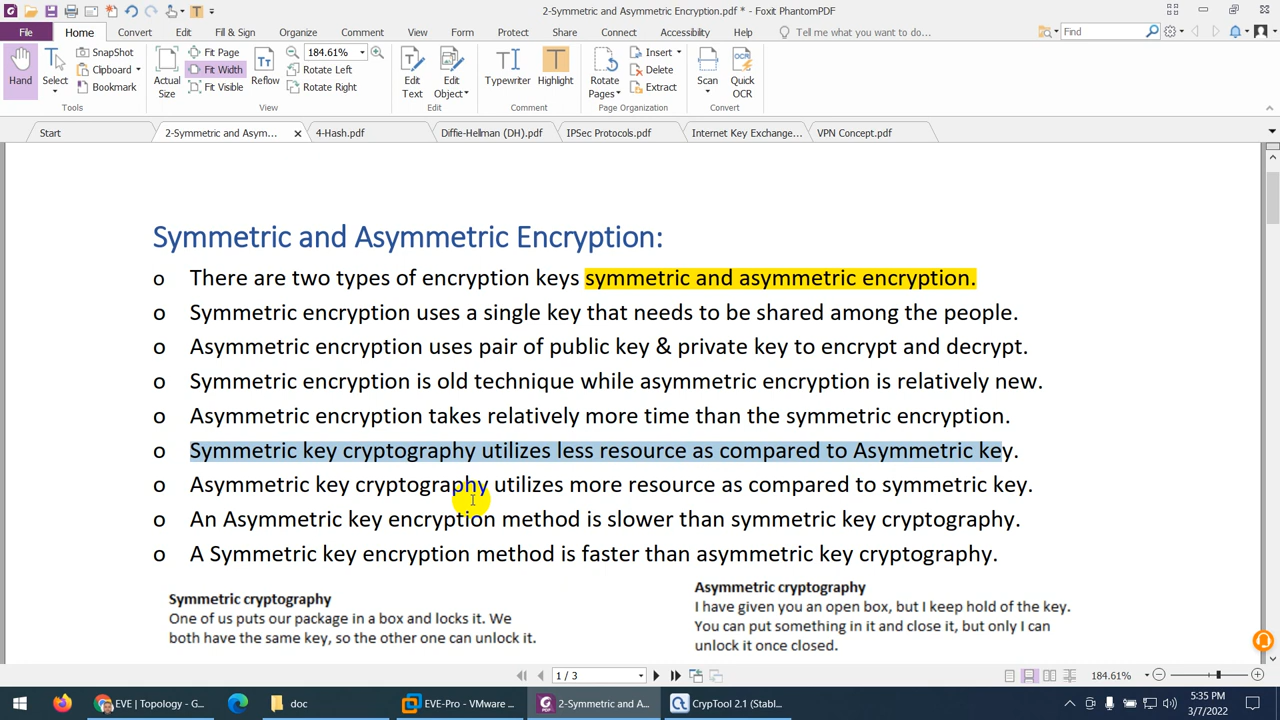 2-Symmetric and Asymmetric Encryption.pdf * - Foxit PhantomPDF
File Home Convert Edit Fill & Sign Organize Comment View Form Protect Share Connect Accessibility Help Tell me what you want to do... Find
Hand
Select
SnapShot
Clipboard
Bookmark
Tools
Actual Size
Fit Page
Fit Width
Fit Visible
Reflow
184.61%
Rotate Left
Rotate Right
View
Edit Text
Edit Object
Edit
Typewriter
Highlight
Comment
Rotate Pages
Insert
Delete
Extract
Page Organization
Scan
Quick OCR
Convert
Start 2-Symmetric and Asym... 4-Hash.pdf Diffie-Hellman (DH).pdf IPSec Protocols.pdf Internet Key Exchange... VPN Concept.pdf
Symmetric and Asymmetric Encryption:
o There are two types of encryption keys symmetric and asymmetric encryption.
o Symmetric encryption uses a single key that needs to be shared among the people.
o Asymmetric encryption uses pair of public key & private key to encrypt and decrypt.
o Symmetric encryption is old technique while asymmetric encryption is relatively new.
o Asymmetric encryption takes relatively more time than the symmetric encryption.
o Symmetric key cryptography utilizes less resource as compared to Asymmetric key.
o Asymmetric key cryptography utilizes more resource as compared to symmetric key.
o An Asymmetric key encryption method is slower than symmetric key cryptography.
o A Symmetric key encryption method is faster than asymmetric key cryptography.
Symmetric cryptography
One of us puts our package in a box and locks it. We
both have the same key, so the other one can unlock it.
Asymmetric cryptography
I have given you an open box, but I keep hold of the key.
You can put something in it and close it, but only I can
unlock it once closed.
1 / 3
184.61%
EVE | Topology - G... doc EVE-Pro - VMware ... 2-Symmetric and A... CrypTool 2.1 (Stabl...
5:35 PM
3/7/2022